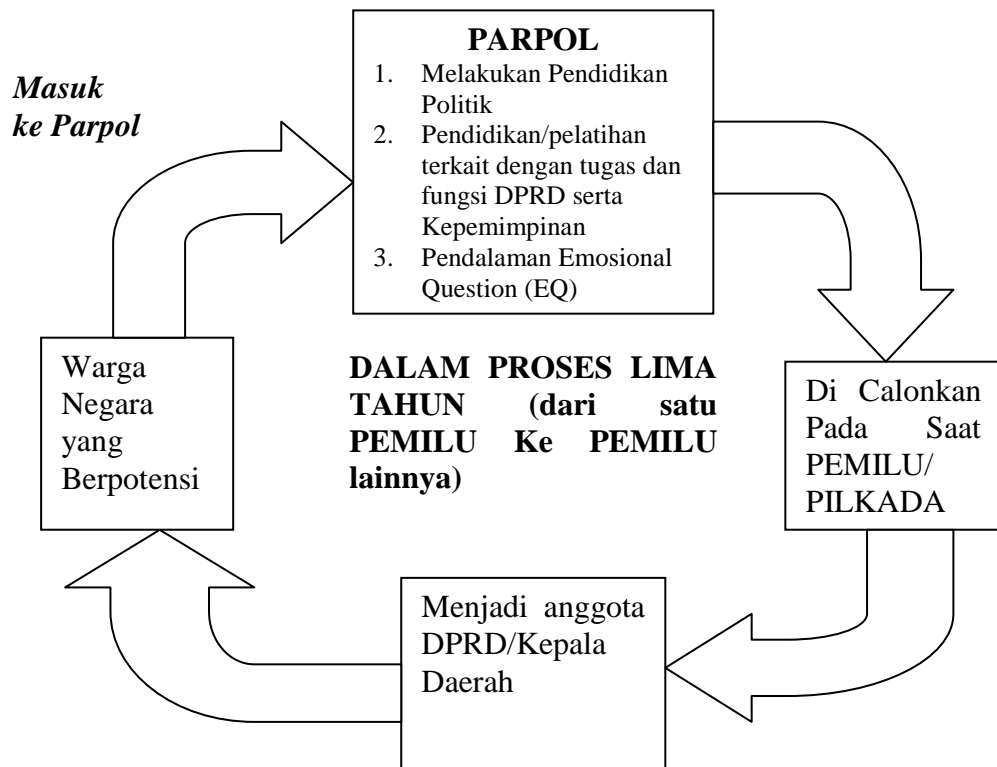 Masuk
ke Parpol
PARPOL
1. Melakukan Pendidikan
Politik
2. Pendidikan/pelatihan
terkait dengan tugas dan
fungsi DPRD serta
Kepemimpinan
3. Pendalaman Emosional
Question (EQ)
Warga
Negara
yang
Berpotensi
DALAM PROSES LIMA
TAHUN (dari satu
PEMILU Ke PEMILU
lainnya)
Di Calonkan
Pada Saat
PEMILU/
PILKADA
Menjadi anggota
DPRD/Kepala
Daerah